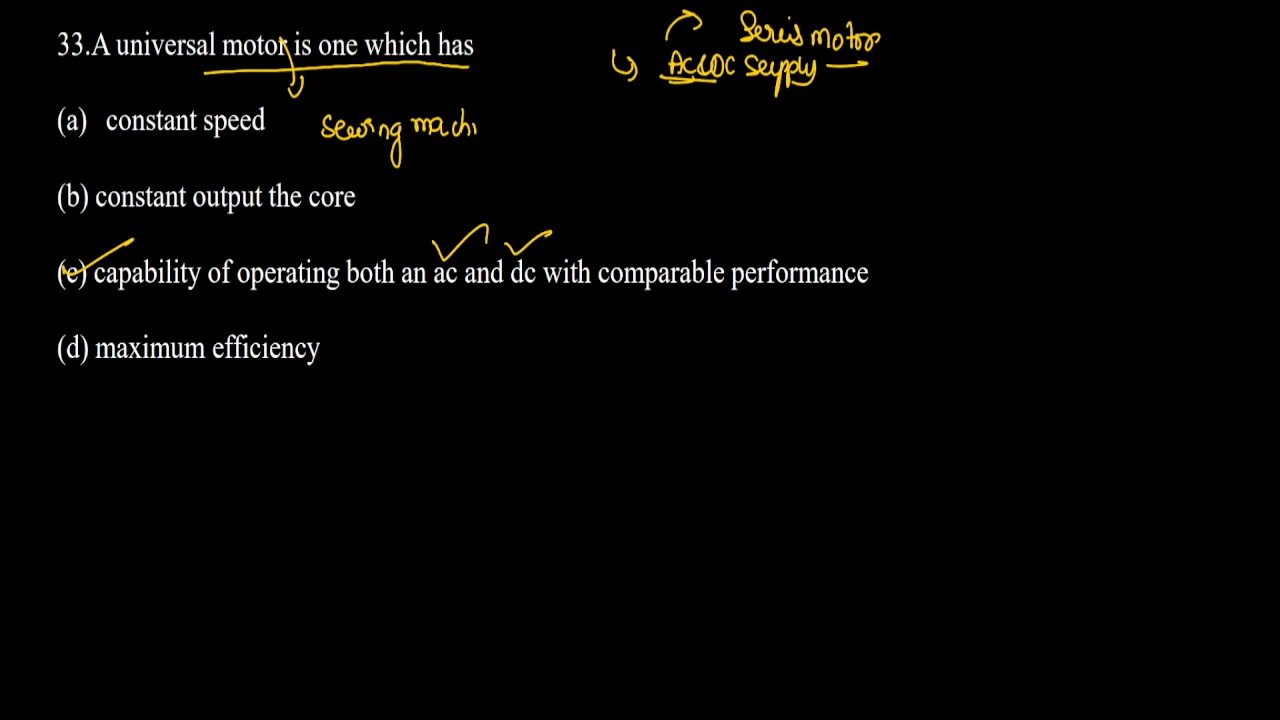 33.A universal motor is one which has
Series motor
AC&DC Supply
(a) constant speed
sewing machi
(b) constant output the core
(c) capability of operating both an ac and dc with comparable performance
(d) maximum efficiency